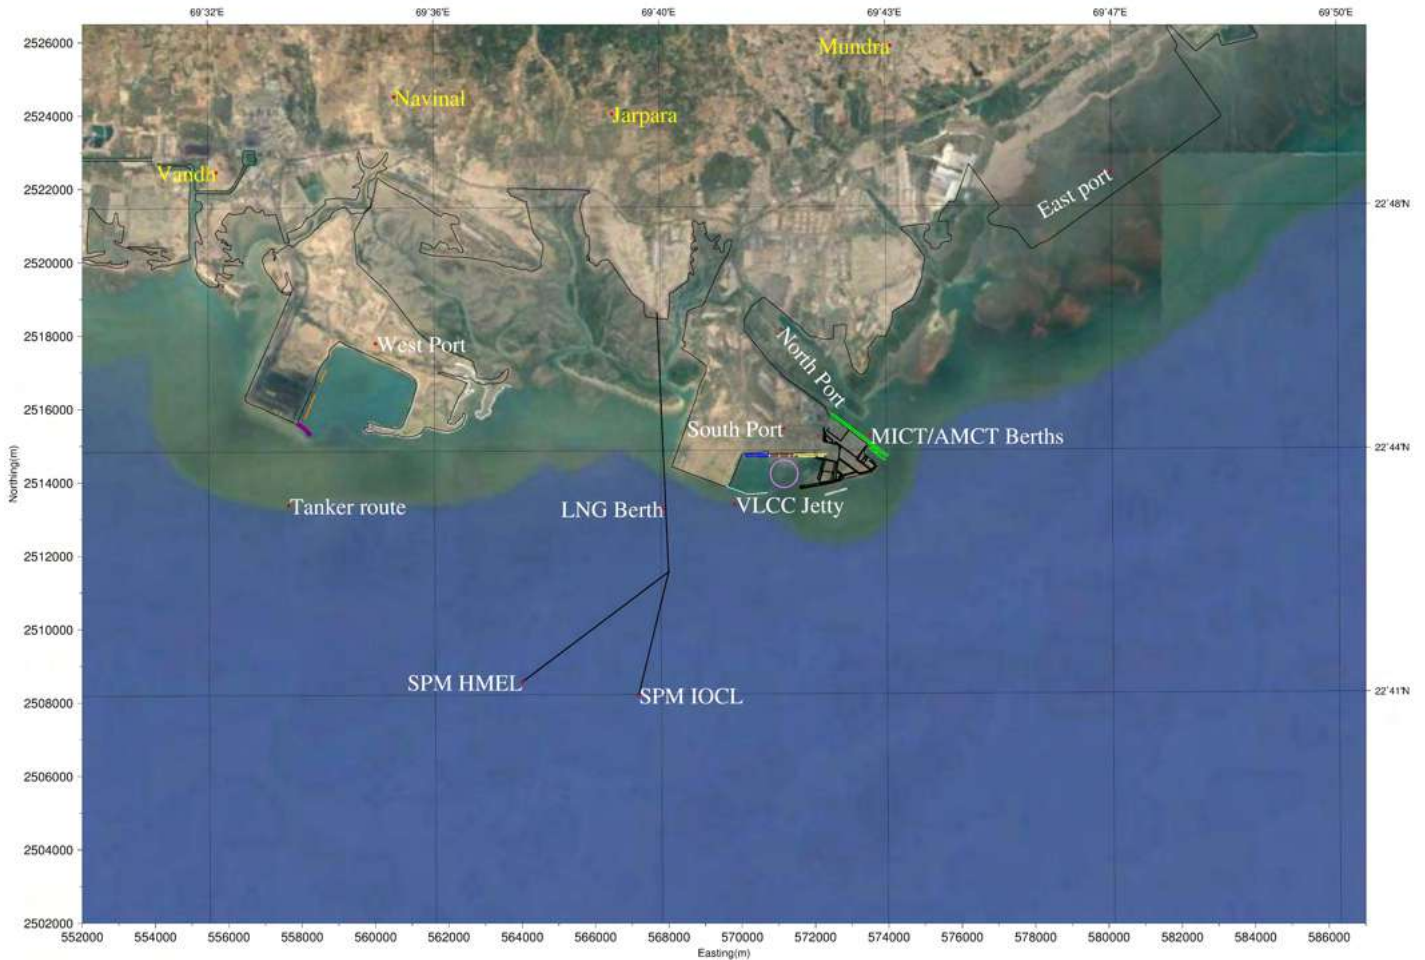 69°32'E 69°36'E 69°40'E 69°43'E 69°47'E 69°50'E
2526000
Mundra
Navinal
2524000
Jarpara
Vandh
2522000
East port
22°48'N
2520000
2518000
West Port
North Port
2516000
South Port
MICT/AMCT Berths
22°44'N
Northing(m)
2514000
Tanker route
LNG Berth
VLCC Jetty
2512000
2510000
SPM HMEL
SPM IOCL
22°41'N
2508000
2506000
2504000
2502000
552000 554000 556000 558000 560000 562000 564000 566000 568000 570000 572000 574000 576000 578000 580000 582000 584000 586000
Easting(m)